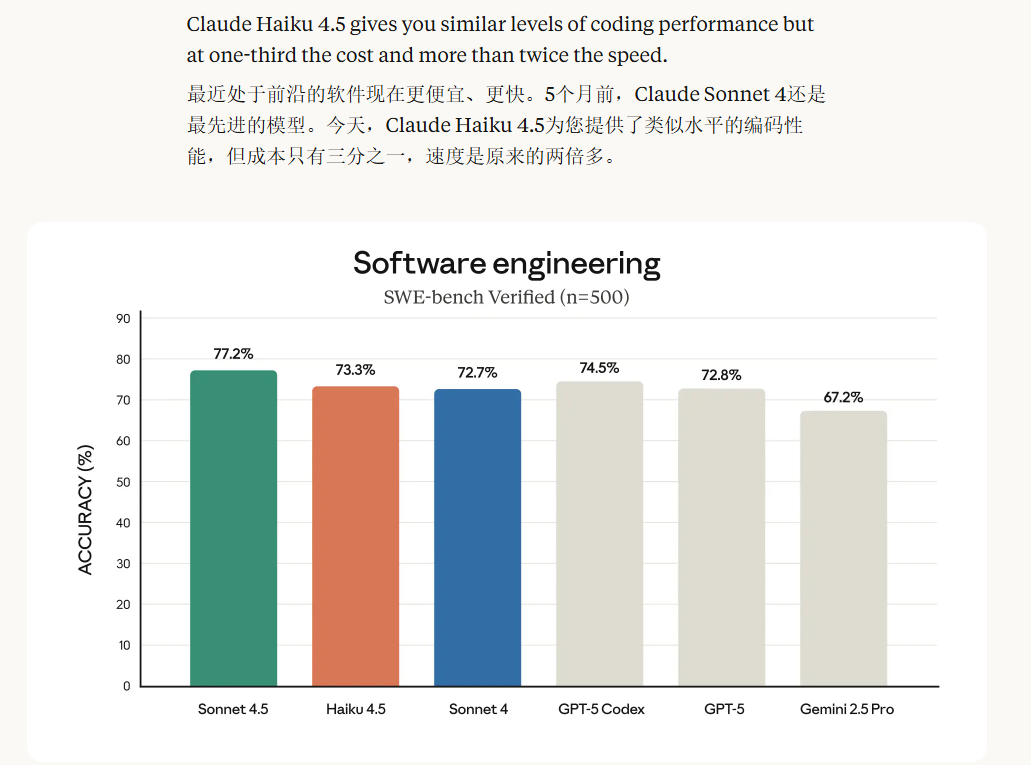 Claude Haiku 4.5 gives you similar levels of coding performance but
at one-third the cost and more than twice the speed.
最近处于前沿的软件现在更便宜、更快。5个月前，Claude Sonnet 4还是
最先进的模型。今天，Claude Haiku 4.5为您提供了类似水平的编码性
能，但成本只有三分之一，速度是原来的两倍多。
Software engineering
SWE-bench Verified (n=500)
ACCURACY (%)
90
80
70
60
50
40
30
20
10
0
77.2%
73.3%
72.7%
74.5%
72.8%
67.2%
Sonnet 4.5
Haiku 4.5
Sonnet 4
GPT-5 Codex
GPT-5
Gemini 2.5 Pro